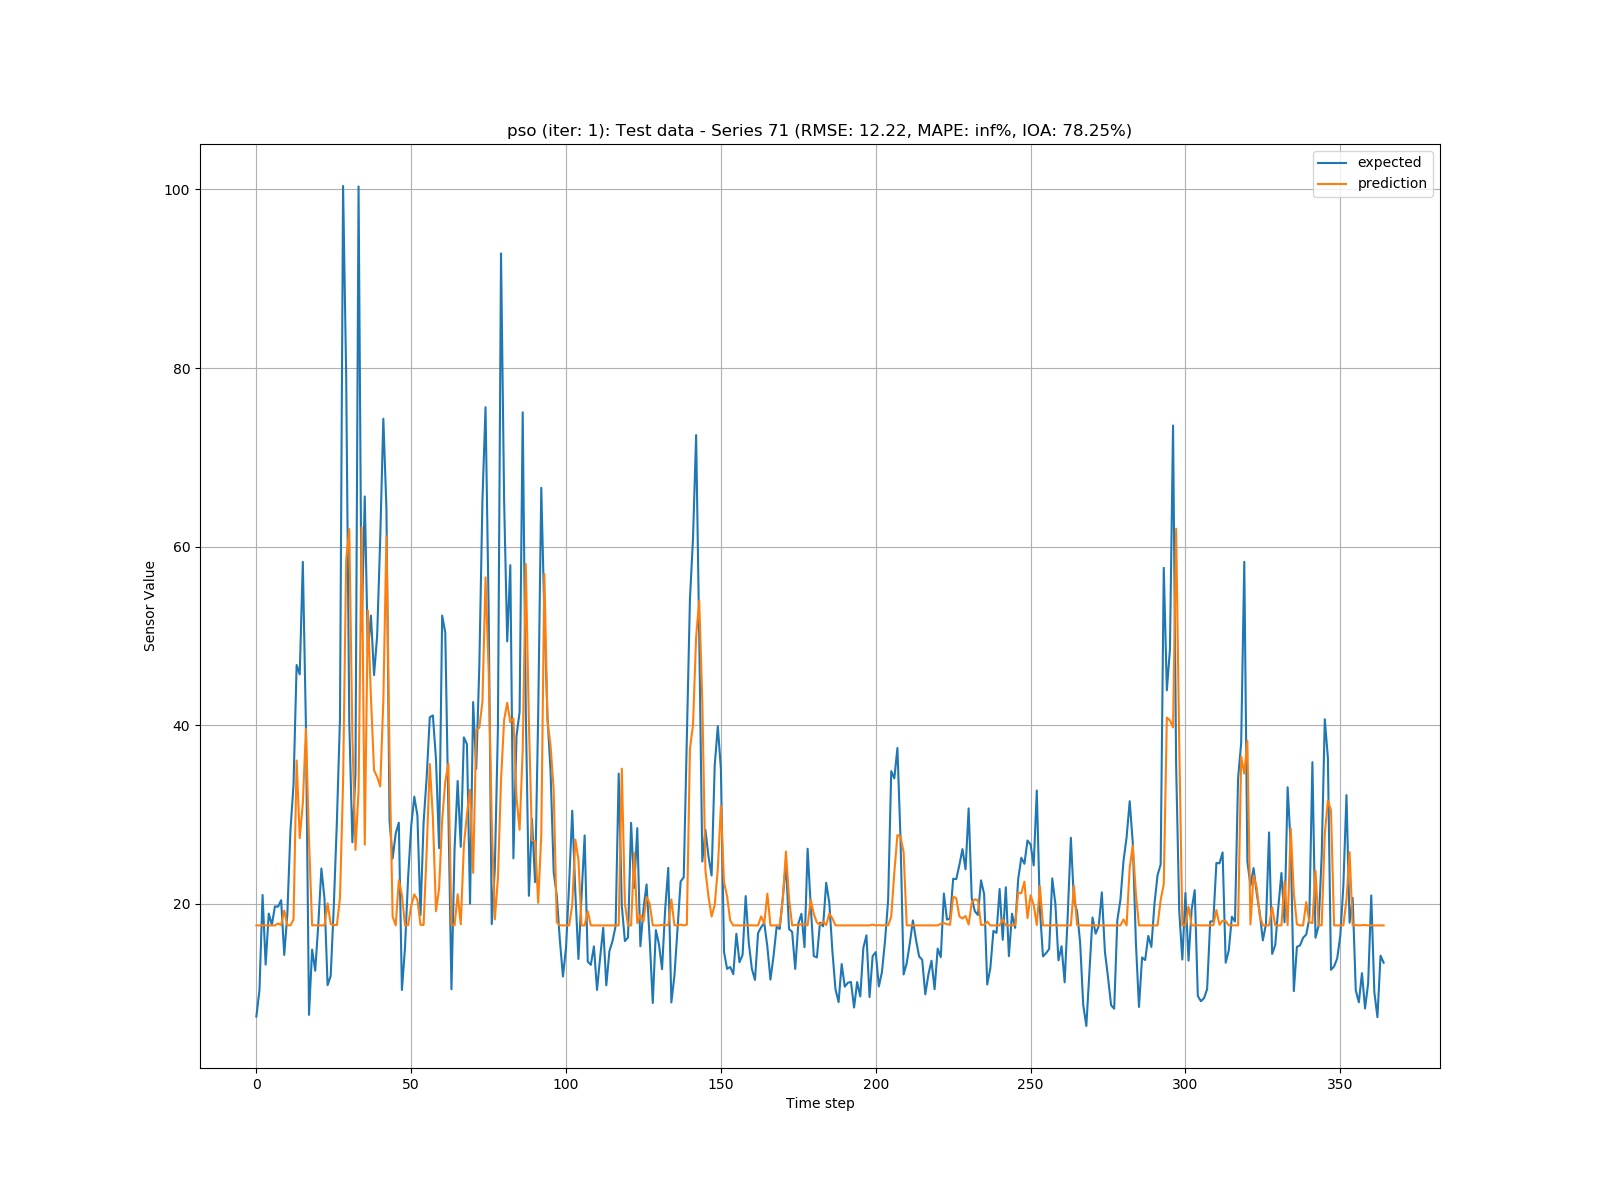 pso (iter: 1): Test data - Series 71 (RMSE: 12.22, MAPE: inf%, IOA: 78.25%)
expected
prediction
100
80
60
40
20
Sensor Value
0 50 100 150 200 250 300 350
Time step